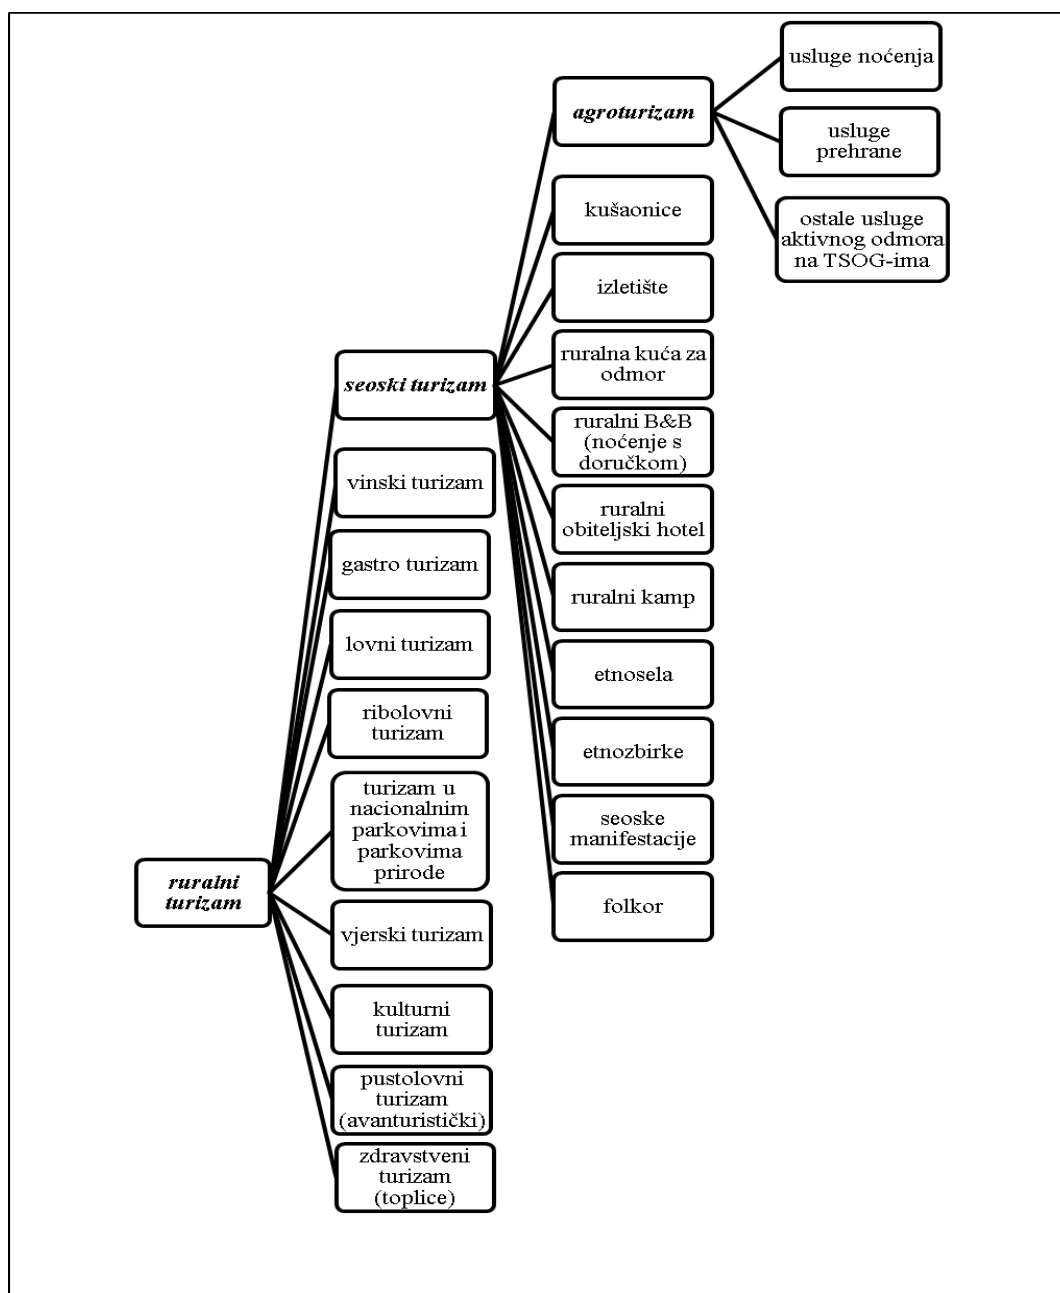 usluge noćenja
agroturizam
usluge
prehrane
kušaonice
ostale usluge
aktivnog odmora
na TSOG-ima
izletište
ruralna kuća za
odmor
seoski turizam
ruralni B&B
(noćenje s
doručkom)
vinski turizam
ruralni
obiteljski hotel
gastro turizam
ruralni kamp
lovni turizam
etnosela
ribolovni
turizam
etnozbirke
turizam u
nacionalnim
parkovima i
parkovima
prirode
seoske
manifestacije
ruralni
turizam
folkor
vjerski turizam
kulturni
turizam
pustolovni
turizam
(avanturistički)
zdravstveni
turizam
(toplice)